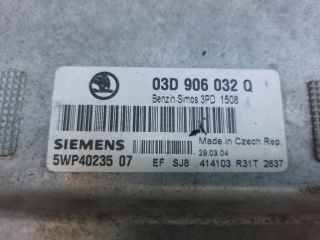 03D 906 032 Q
Benzin-Simos 3PD 1508
SIEMENS
Made in Czech Rep.
29.03.04
5WP40235 07
EF SJ8 414103 R31T 2637